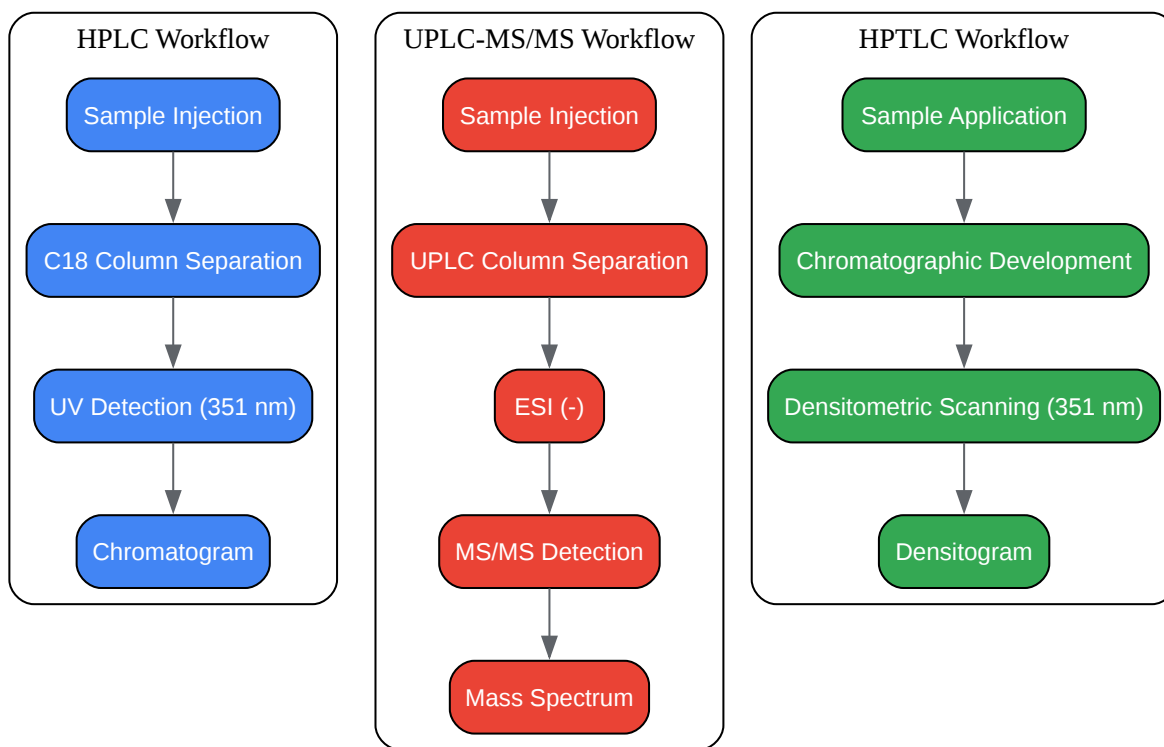 HPLC Workflow
Sample Injection
C18 Column Separation
UV Detection (351 nm)
Chromatogram
UPLC-MS/MS Workflow
Sample Injection
UPLC Column Separation
ESI (-)
MS/MS Detection
Mass Spectrum
HPTLC Workflow
Sample Application
Chromatographic Development
Densitometric Scanning (351 nm)
Densitogram